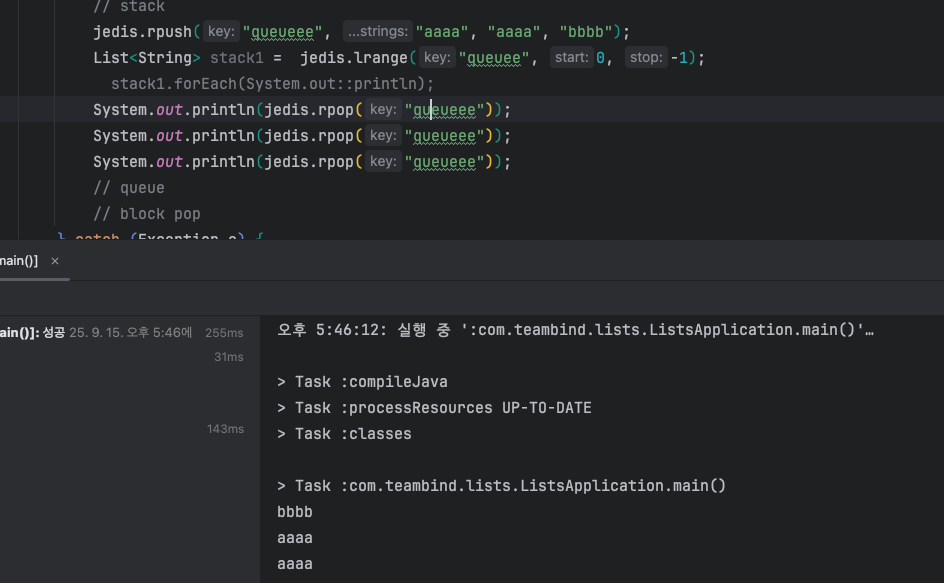 // stack
jedis.rpush( key: "queueee", ...strings: "aaaa", "aaaa", "bbbb");
List<String> stack1 = jedis.lrange( key: "queuee", start: 0, stop: -1);
stack1.forEach(System.out::println);
System.out.println(jedis.rpop( key: "queueee"));
System.out.println(jedis.rpop( key: "queueee"));
System.out.println(jedis.rpop( key: "queueee"));
// queue
// block pop
} catch (Exception e) {
main()] ×
ain()]: 성공 25. 9. 15. 오후 5:46에 255ms
31ms
143ms
오후 5:46:12: 실행 중 ':com.teambind.lists.ListsApplication.main()'…
> Task :compileJava
> Task :processResources UP-TO-DATE
> Task :classes
> Task :com.teambind.lists.ListsApplication.main()
bbbb
aaaa
aaaa